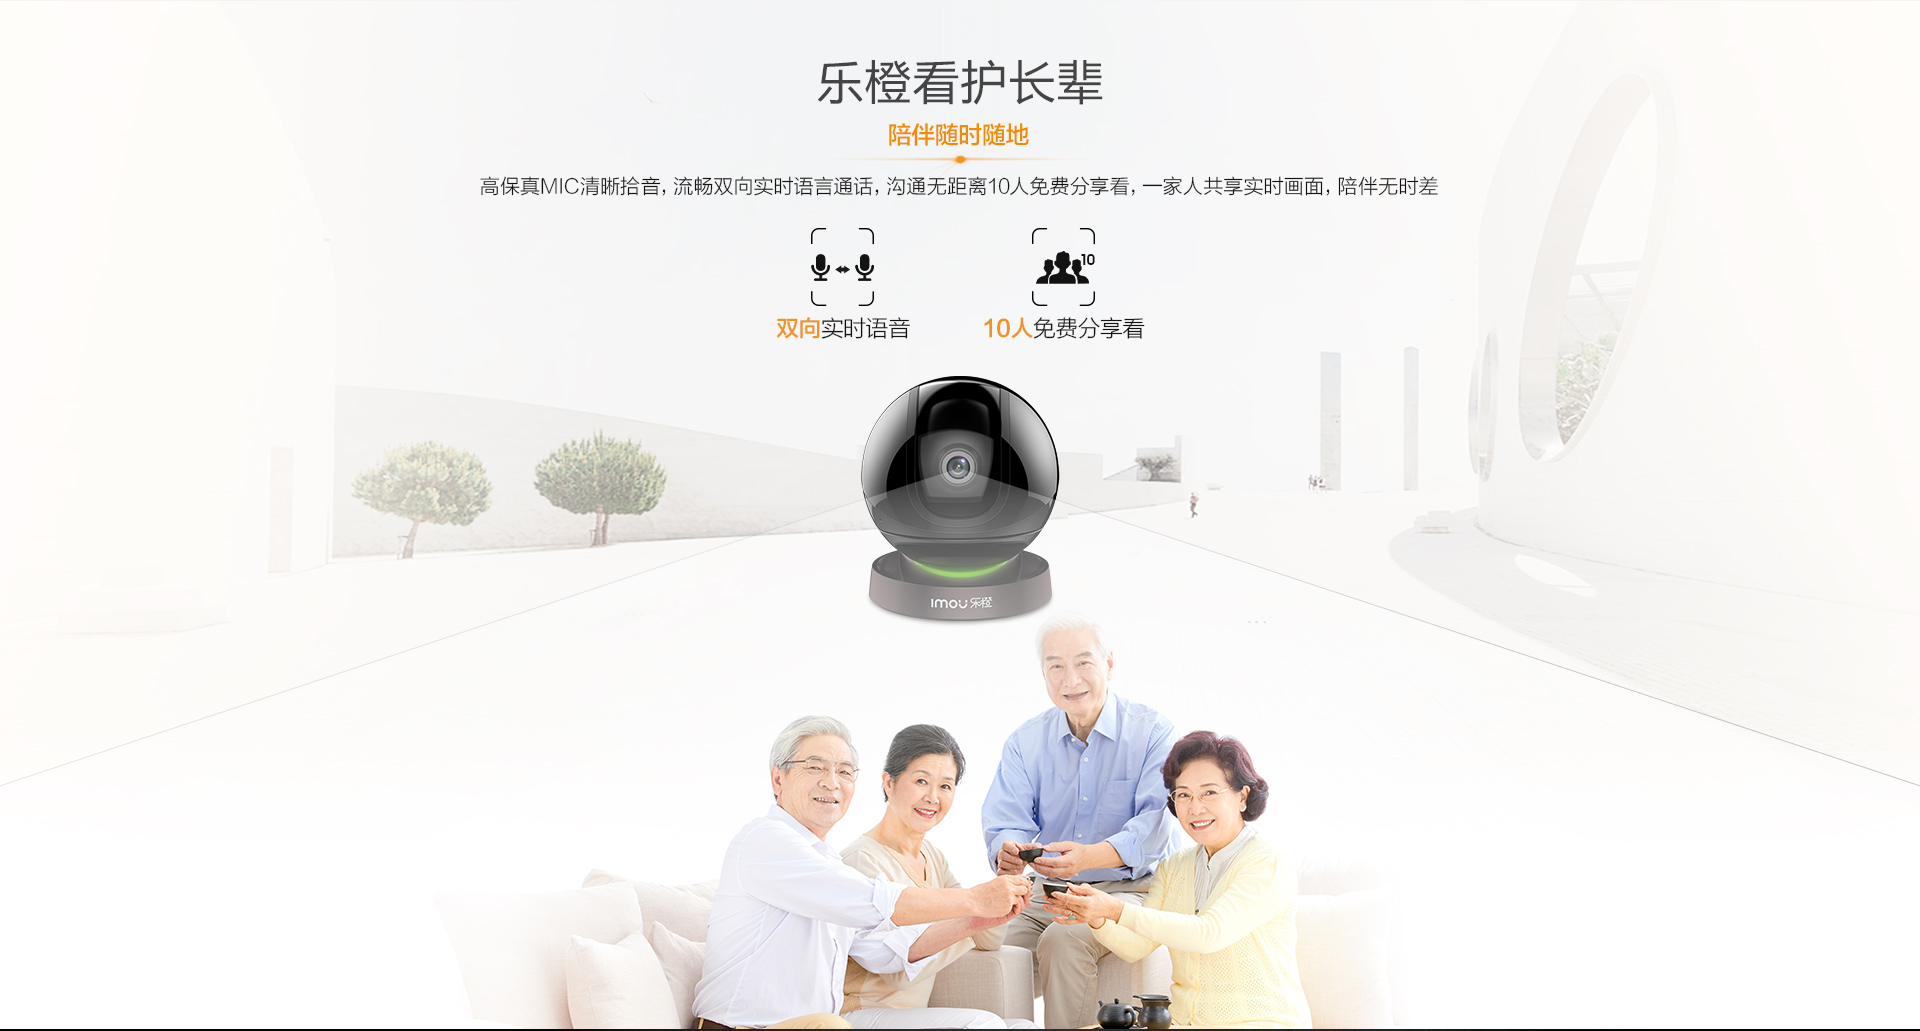 乐橙看护长辈
陪伴随时随地
高保真MIC清晰拾音，流畅双向实时语言通话，沟通无距离10人免费分享看，一家人共享实时画面，陪伴无时差
10
双向实时语音
10人免费分享看
imou 乐橙